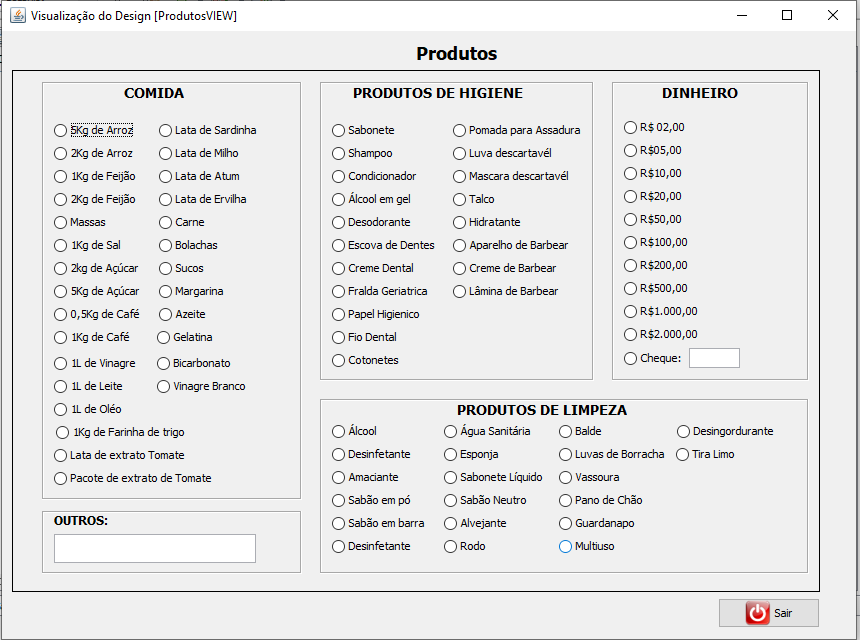 Visualização do Design [ProdutosVIEW]
Produtos
COMIDA
5Kg de Arroz
2Kg de Arroz
1Kg de Feijão
2Kg de Feijão
Massas
1Kg de Sal
2kg de Açúcar
5Kg de Açúcar
0,5Kg de Café
1Kg de Café
1L de Vinagre
1L de Leite
1L de Oléo
1Kg de Farinha de trigo
Lata de extrato Tomate
Pacote de extrato de Tomate
Lata de Sardinha
Lata de Milho
Lata de Atum
Lata de Ervilha
Carne
Bolachas
Sucos
Margarina
Azeite
Gelatina
Bicarbonato
Vinagre Branco
OUTROS:
PRODUTOS DE HIGIENE
Sabonete
Shampoo
Condicionador
Álcool em gel
Desodorante
Escova de Dentes
Creme Dental
Fralda Geriatrica
Papel Higienico
Fio Dental
Cotonetes
Pomada para Assadura
Luva descartavél
Mascara descartavél
Talco
Hidratante
Aparelho de Barbear
Creme de Barbear
Lâmina de Barbear
DINHEIRO
R$ 02,00
R$05,00
R$10,00
R$20,00
R$50,00
R$100,00
R$200,00
R$500,00
R$1.000,00
R$2.000,00
Cheque:
PRODUTOS DE LIMPEZA
Álcool
Desinfetante
Amaciante
Sabão em pó
Sabão em barra
Desinfetante
Água Sanitária
Esponja
Sabonete Líquido
Sabão Neutro
Alvejante
Rodo
Balde
Luvas de Borracha
Vassoura
Pano de Chão
Guardanapo
Multiuso
Desingordurante
Tira Limo
Sair